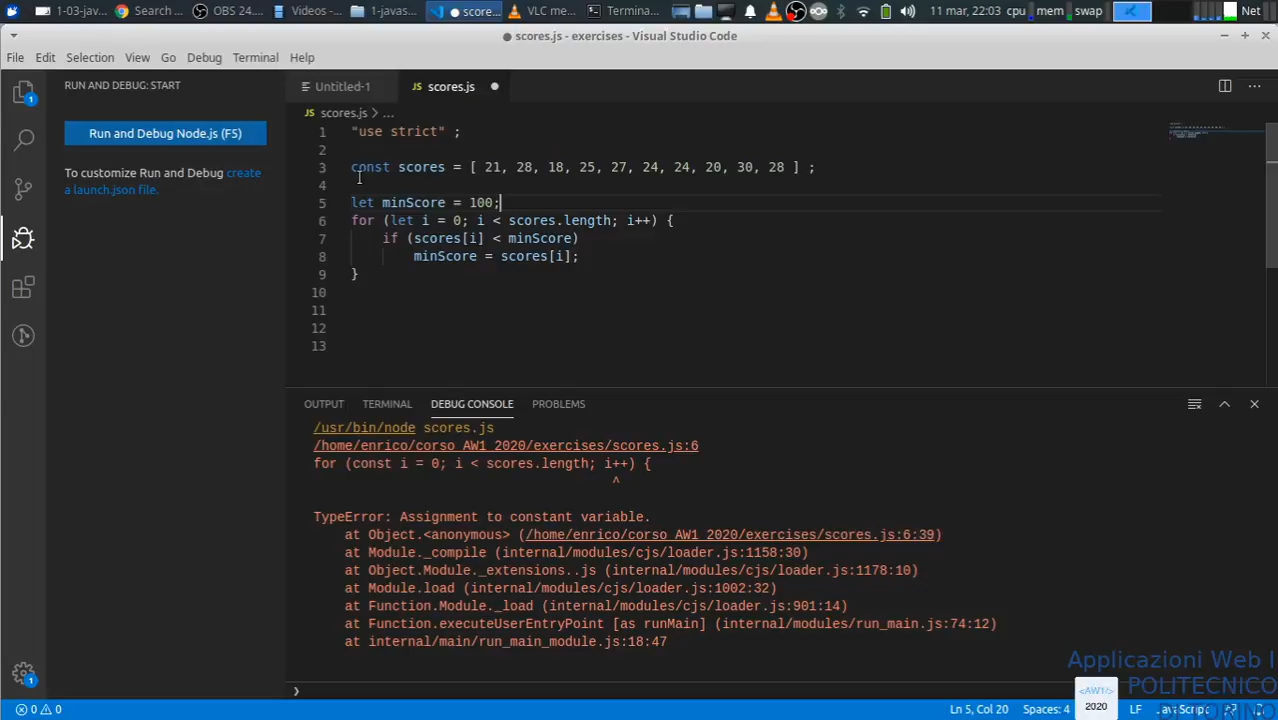 1-03-jav... Search ... OBS 24.... Videos -... 1-javas... ● score... VLC me... Termina... 11 mar, 22:03 cpu mem swap Net
● scores.js - exercises - Visual Studio Code
File Edit Selection View Go Debug Terminal Help
RUN AND DEBUG: START
Untitled-1 JS scores.js
JS scores.js > ...
Run and Debug Node.js (F5)
To customize Run and Debug create
a launch.json file.
1 "use strict" ;
2
3 const scores = [ 21, 28, 18, 25, 27, 24, 24, 20, 30, 28 ] ;
4
5 let minScore = 100;
6 for (let i = 0; i < scores.length; i++) {
7 if (scores[i] < minScore)
8 minScore = scores[i];
9 }
10
11
12
13
OUTPUT TERMINAL DEBUG CONSOLE PROBLEMS
/usr/bin/node scores.js
/home/enrico/corso_AW1_2020/exercises/scores.js:6
for (const i = 0; i < scores.length; i++) {
^
TypeError: Assignment to constant variable.
at Object.<anonymous> (/home/enrico/corso_AW1_2020/exercises/scores.js:6:39)
at Module._compile (internal/modules/cjs/loader.js:1158:30)
at Object.Module._extensions..js (internal/modules/cjs/loader.js:1178:10)
at Module.load (internal/modules/cjs/loader.js:1002:32)
at Function.Module._load (internal/modules/cjs/loader.js:901:14)
at Function.executeUserEntryPoint [as runMain] (internal/modules/run_main.js:74:12)
at internal/main/run_main_module.js:18:47
Applicazioni Web I
POLITECNICO
DI TORINO
<AW1/>
2020
0 0 Ln 5, Col 20 Spaces: 4 LF JavaScript